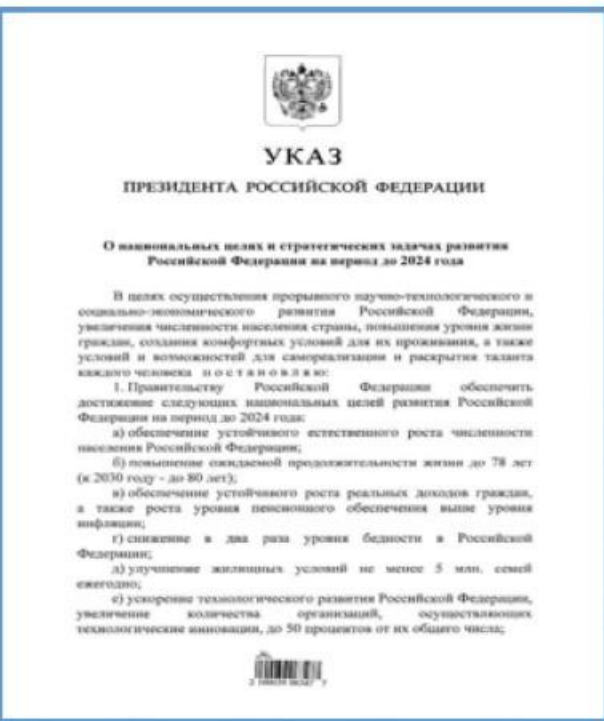 УКАЗ
ПРЕЗИДЕНТА РОССИЙСКОЙ ФЕДЕРАЦИИ
О национальных целях и стратегических задачах развития
Российской Федерации на период до 2024 года
В целях осуществления прорывного научно-технологического и
социально-экономического развития Российской Федерации,
увеличения численности населения страны, повышения уровня жизни
граждан, создания комфортных условий для их проживания, а также
условий и возможностей для самореализации и раскрытия таланта
каждого человека п о с т а н о в л я ю:
1. Правительству Российской Федерации обеспечить
достижение следующих национальных целей развития Российской
Федерации на период до 2024 года:
а) обеспечение устойчивого естественного роста численности
населения Российской Федерации;
б) повышение ожидаемой продолжительности жизни до 78 лет
(к 2030 году - до 80 лет);
в) обеспечение устойчивого роста реальных доходов граждан,
а также роста уровня пенсионного обеспечения выше уровня
инфляции;
г) снижение в два раза уровня бедности в Российской
Федерации;
д) улучшение жилищных условий не менее 5 млн. семей
ежегодно;
е) ускорение технологического развития Российской Федерации,
увеличение количества организаций, осуществляющих
технологические инновации, до 50 процентов от их общего числа;